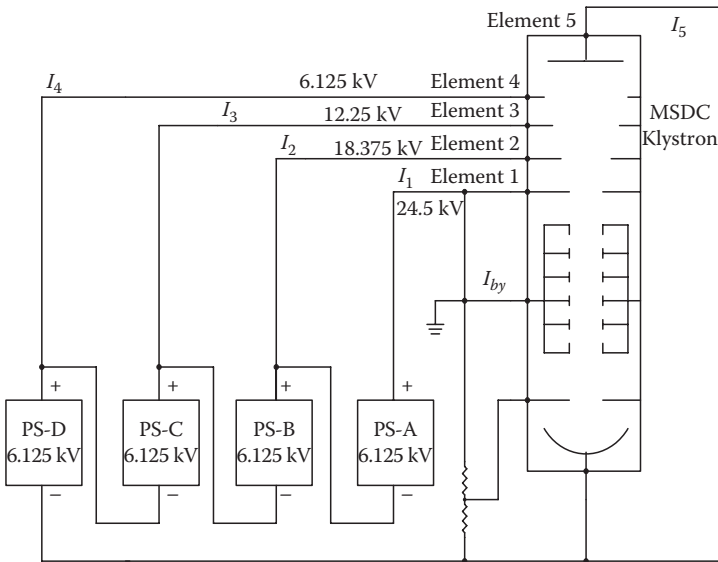 Element 5
I₅
I₄
6.125 kV
Element 4
I₃
12.25 kV
Element 3
MSDC
Klystron
I₂
18.375 kV
Element 2
I₁
Element 1
24.5 kV
I_by
+
+
+
+
PS-D
6.125 kV
PS-C
6.125 kV
PS-B
6.125 kV
PS-A
6.125 kV
−
−
−
−